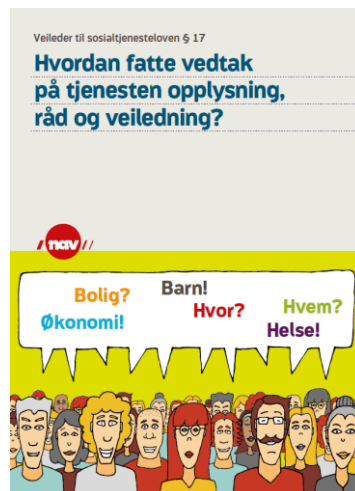 Veileder til sosialtjenesteloven § 17
Hvordan fatte vedtak
på tjenesten opplysning,
råd og veiledning?
nav
Bolig?
Barn!
Hvor?
Hvem?
Økonomi!
Helse!